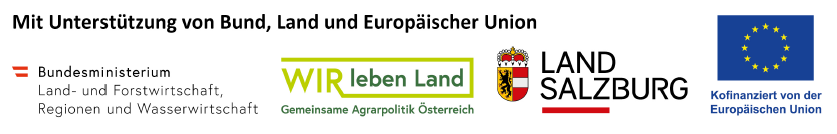 Mit Unterstützung von Bund, Land und Europäischer Union
Bundesministerium
Land- und Forstwirtschaft,
Regionen und Wasserwirtschaft
WIR leben Land
Gemeinsame Agrarpolitik Österreich
LAND
SALZBURG
Kofinanziert von der
Europäischen Union